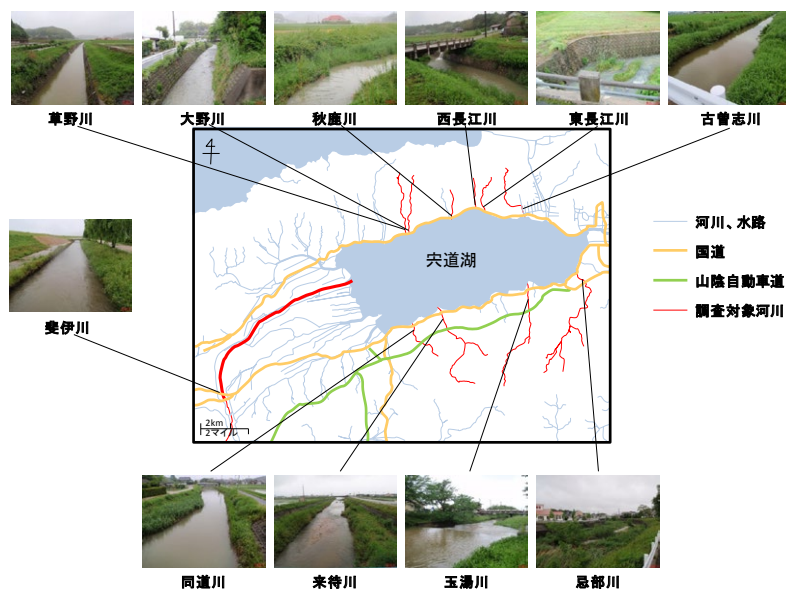 草野川
大野川
秋鹿川
西長江川
東長江川
古曽志川
4
宍道湖
河川、水路
国道
山陰自動車道
調査対象河川
斐伊川
2km
2マイル
同道川
来待川
玉湯川
忌部川